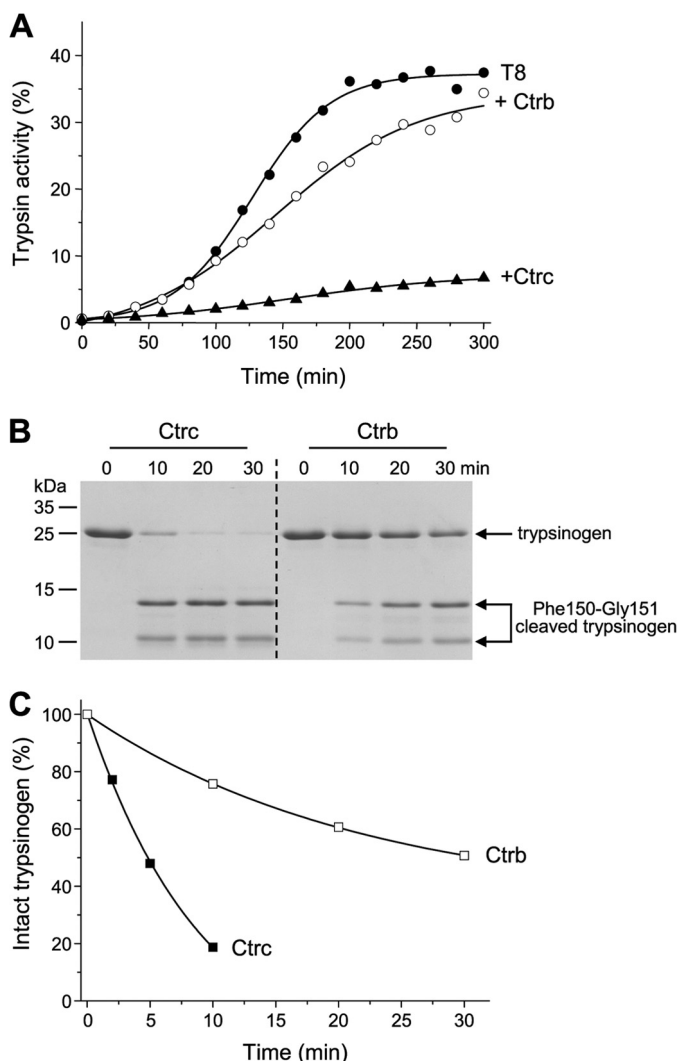 A
Trypsin activity (%)
40
30
20
10
0
T8
+ Ctrb
+Ctrc
0 50 100 150 200 250 300
Time (min)
B
Ctrc Ctrb
0 10 20 30 0 10 20 30 min
kDa
35
25
15
10
trypsinogen
Phe150-Gly151
cleaved trypsinogen
C
Intact trypsinogen (%)
100
80
60
40
20
0
Ctrb
Ctrc
0 5 10 20 30
Time (min)